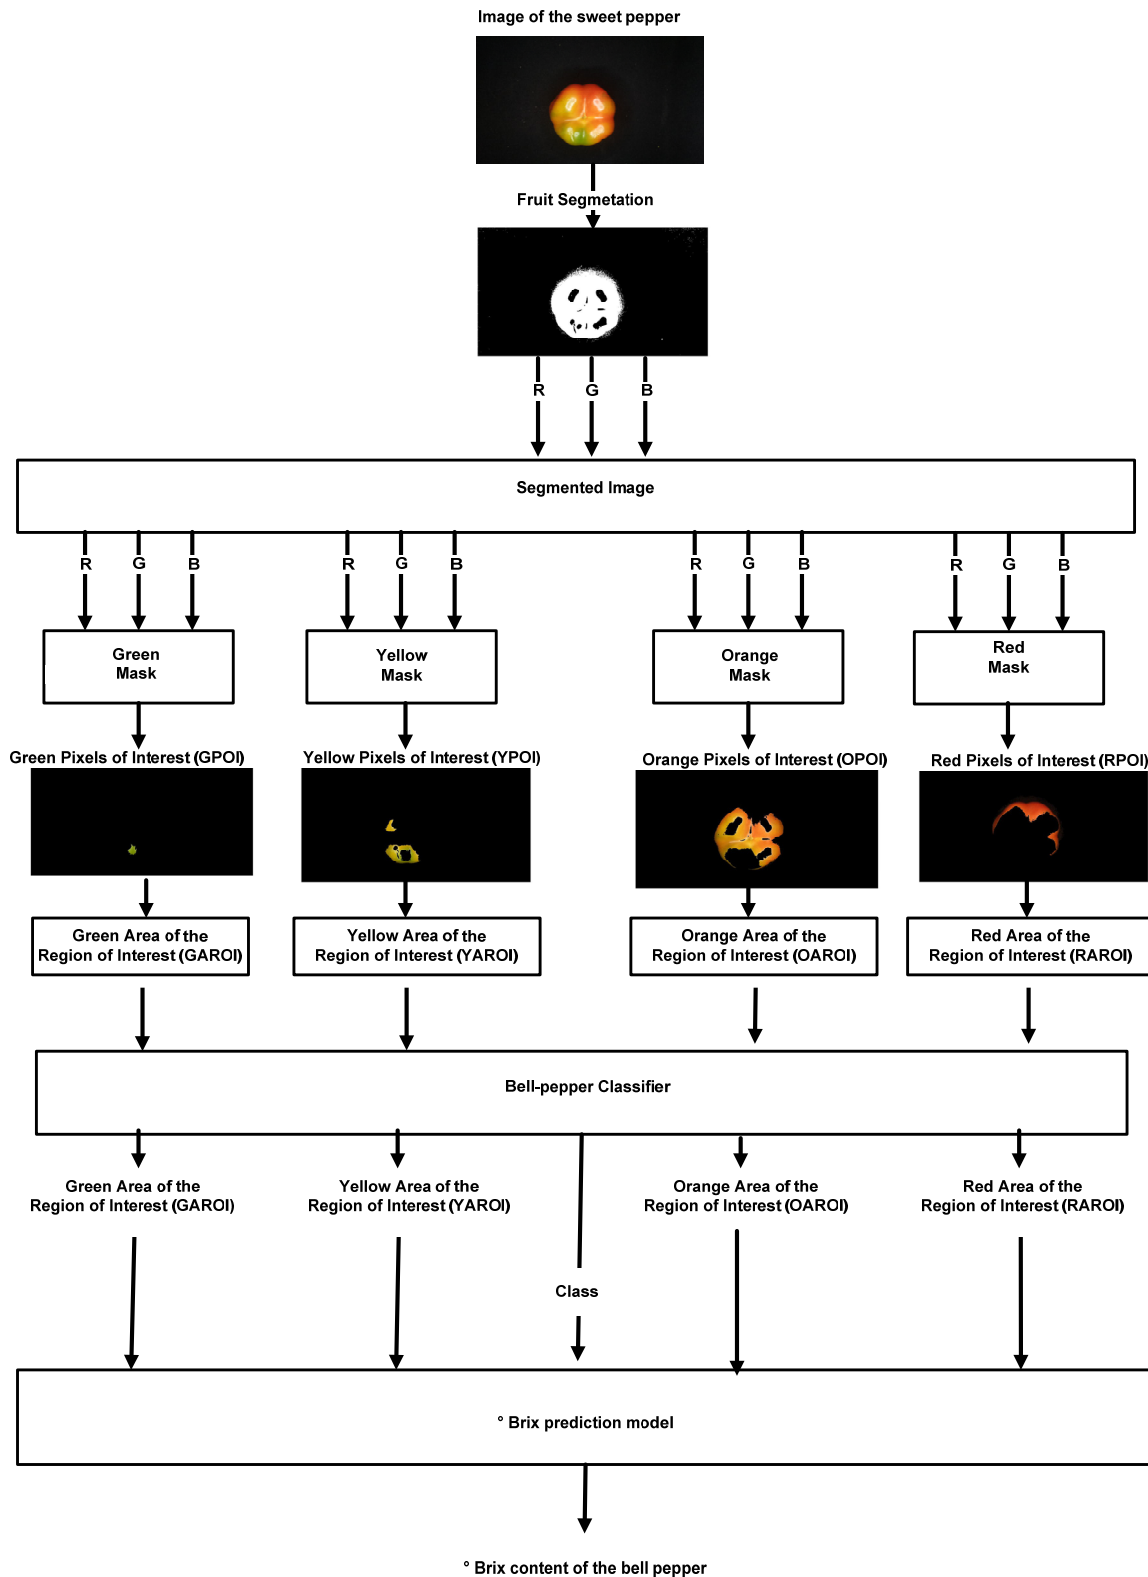 Image of the sweet pepper
Fruit Segmetation
R G B
Segmented Image
R G B R G B R G B R G B
Green
Mask
Yellow
Mask
Orange
Mask
Red
Mask
Green Pixels of Interest (GPOI)
Yellow Pixels of Interest (YPOI)
Orange Pixels of Interest (OPOI)
Red Pixels of Interest (RPOI)
Green Area of the
Region of Interest (GAROI)
Yellow Area of the
Region of Interest (YAROI)
Orange Area of the
Region of Interest (OAROI)
Red Area of the
Region of Interest (RAROI)
Bell-pepper Classifier
Green Area of the
Region of Interest (GAROI)
Yellow Area of the
Region of Interest (YAROI)
Orange Area of the
Region of Interest (OAROI)
Red Area of the
Region of Interest (RAROI)
Class
° Brix prediction model
° Brix content of the bell pepper